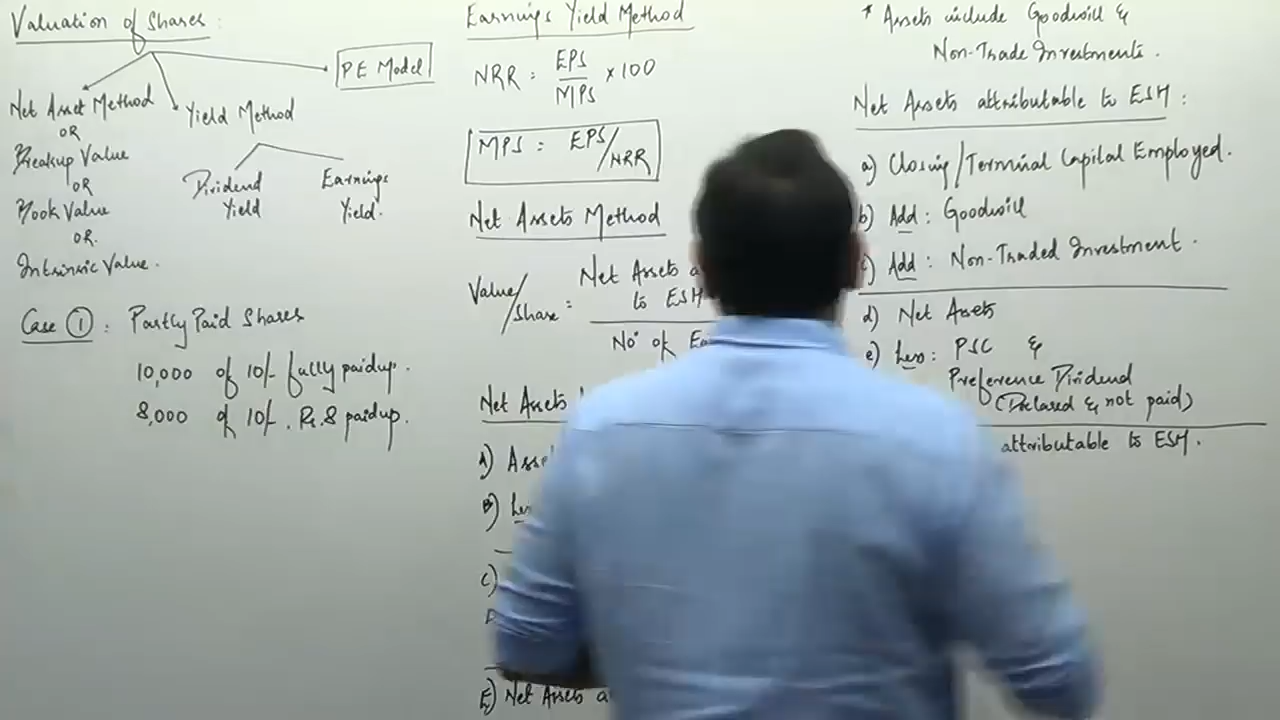 Valuation of Shares :
PE Model
Net Asset Method
OR
Breakup Value
OR
Book Value
OR.
Intrinsic Value.
Yield Method
Dividend Yield
Earnings Yield.
Case ① : Partly Paid Shares
10,000 of 10/- fully paidup.
8,000 of 10/-. Rs. 8 paidup.
Earnings Yield Method
NRR : EPS / MPS × 100
MPS : EPS/NRR
Net Assets Method
Value/Share = Net Assets
to ESH
No of
Net Assets
A)
B)
C)
E) Net Assets
* Assets include Goodwill &
Non-Trade Investments.
Net Assets attributable to ESH :
a) Closing/Terminal Capital Employed.
b) Add : Goodwill
c) Add : Non-Traded Investment.
d) Net Assets
e) Less : PSC &
Preference Dividend
(Declared & not paid)
attributable to ESH.